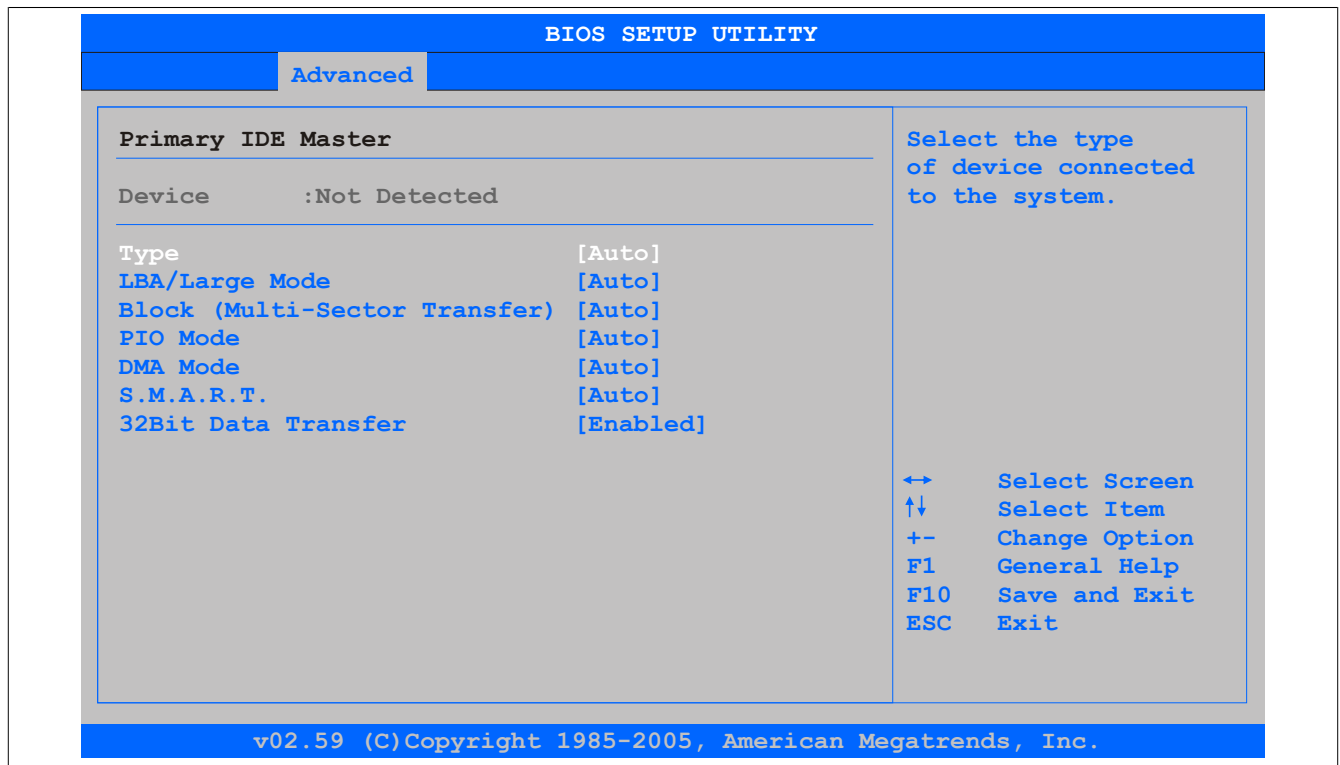 BIOS SETUP UTILITY
Advanced
Primary IDE Master
Device :Not Detected
Type [Auto]
LBA/Large Mode [Auto]
Block (Multi-Sector Transfer) [Auto]
PIO Mode [Auto]
DMA Mode [Auto]
S.M.A.R.T. [Auto]
32Bit Data Transfer [Enabled]
Select the type
of device connected
to the system.
↔ Select Screen
↑↓ Select Item
+- Change Option
F1 General Help
F10 Save and Exit
ESC Exit
v02.59 (C)Copyright 1985-2005, American Megatrends, Inc.